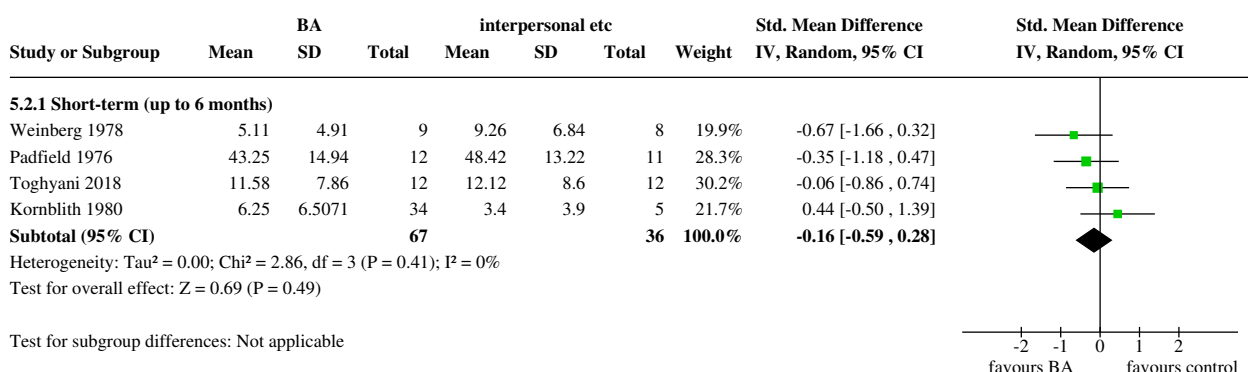 BA interpersonal etc Std. Mean Difference Std. Mean Difference
Study or Subgroup Mean SD Total Mean SD Total Weight IV, Random, 95% CI IV, Random, 95% CI
5.2.1 Short-term (up to 6 months)
Weinberg 1978 5.11 4.91 9 9.26 6.84 8 19.9% -0.67 [-1.66 , 0.32]
Padfield 1976 43.25 14.94 12 48.42 13.22 11 28.3% -0.35 [-1.18 , 0.47]
Toghyani 2018 11.58 7.86 12 12.12 8.6 12 30.2% -0.06 [-0.86 , 0.74]
Kornblith 1980 6.25 6.5071 34 3.4 3.9 5 21.7% 0.44 [-0.50 , 1.39]
Subtotal (95% CI) 67 36 100.0% -0.16 [-0.59 , 0.28]
Heterogeneity: Tau² = 0.00; Chi² = 2.86, df = 3 (P = 0.41); I² = 0%
Test for overall effect: Z = 0.69 (P = 0.49)
Test for subgroup differences: Not applicable
-2 -1 0 1 2
favours BA favours control